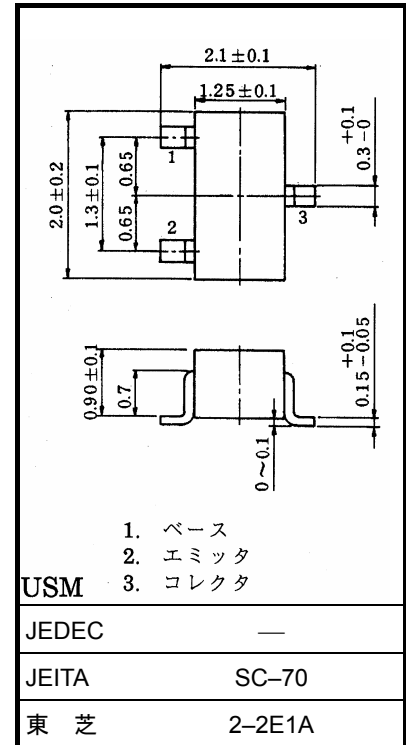 2.1±0.1
1.25±0.1
+0.1
0.3−0
2.0±0.2
1.3±0.1
0.65
0.65
1
2
3
0.90±0.1
0.7
+0.1
0.15−0.05
0～0.1
1. ベース
2. エミッタ
3. コレクタ
USM
JEDEC —
JEITA SC–70
東 芝 2–2E1A